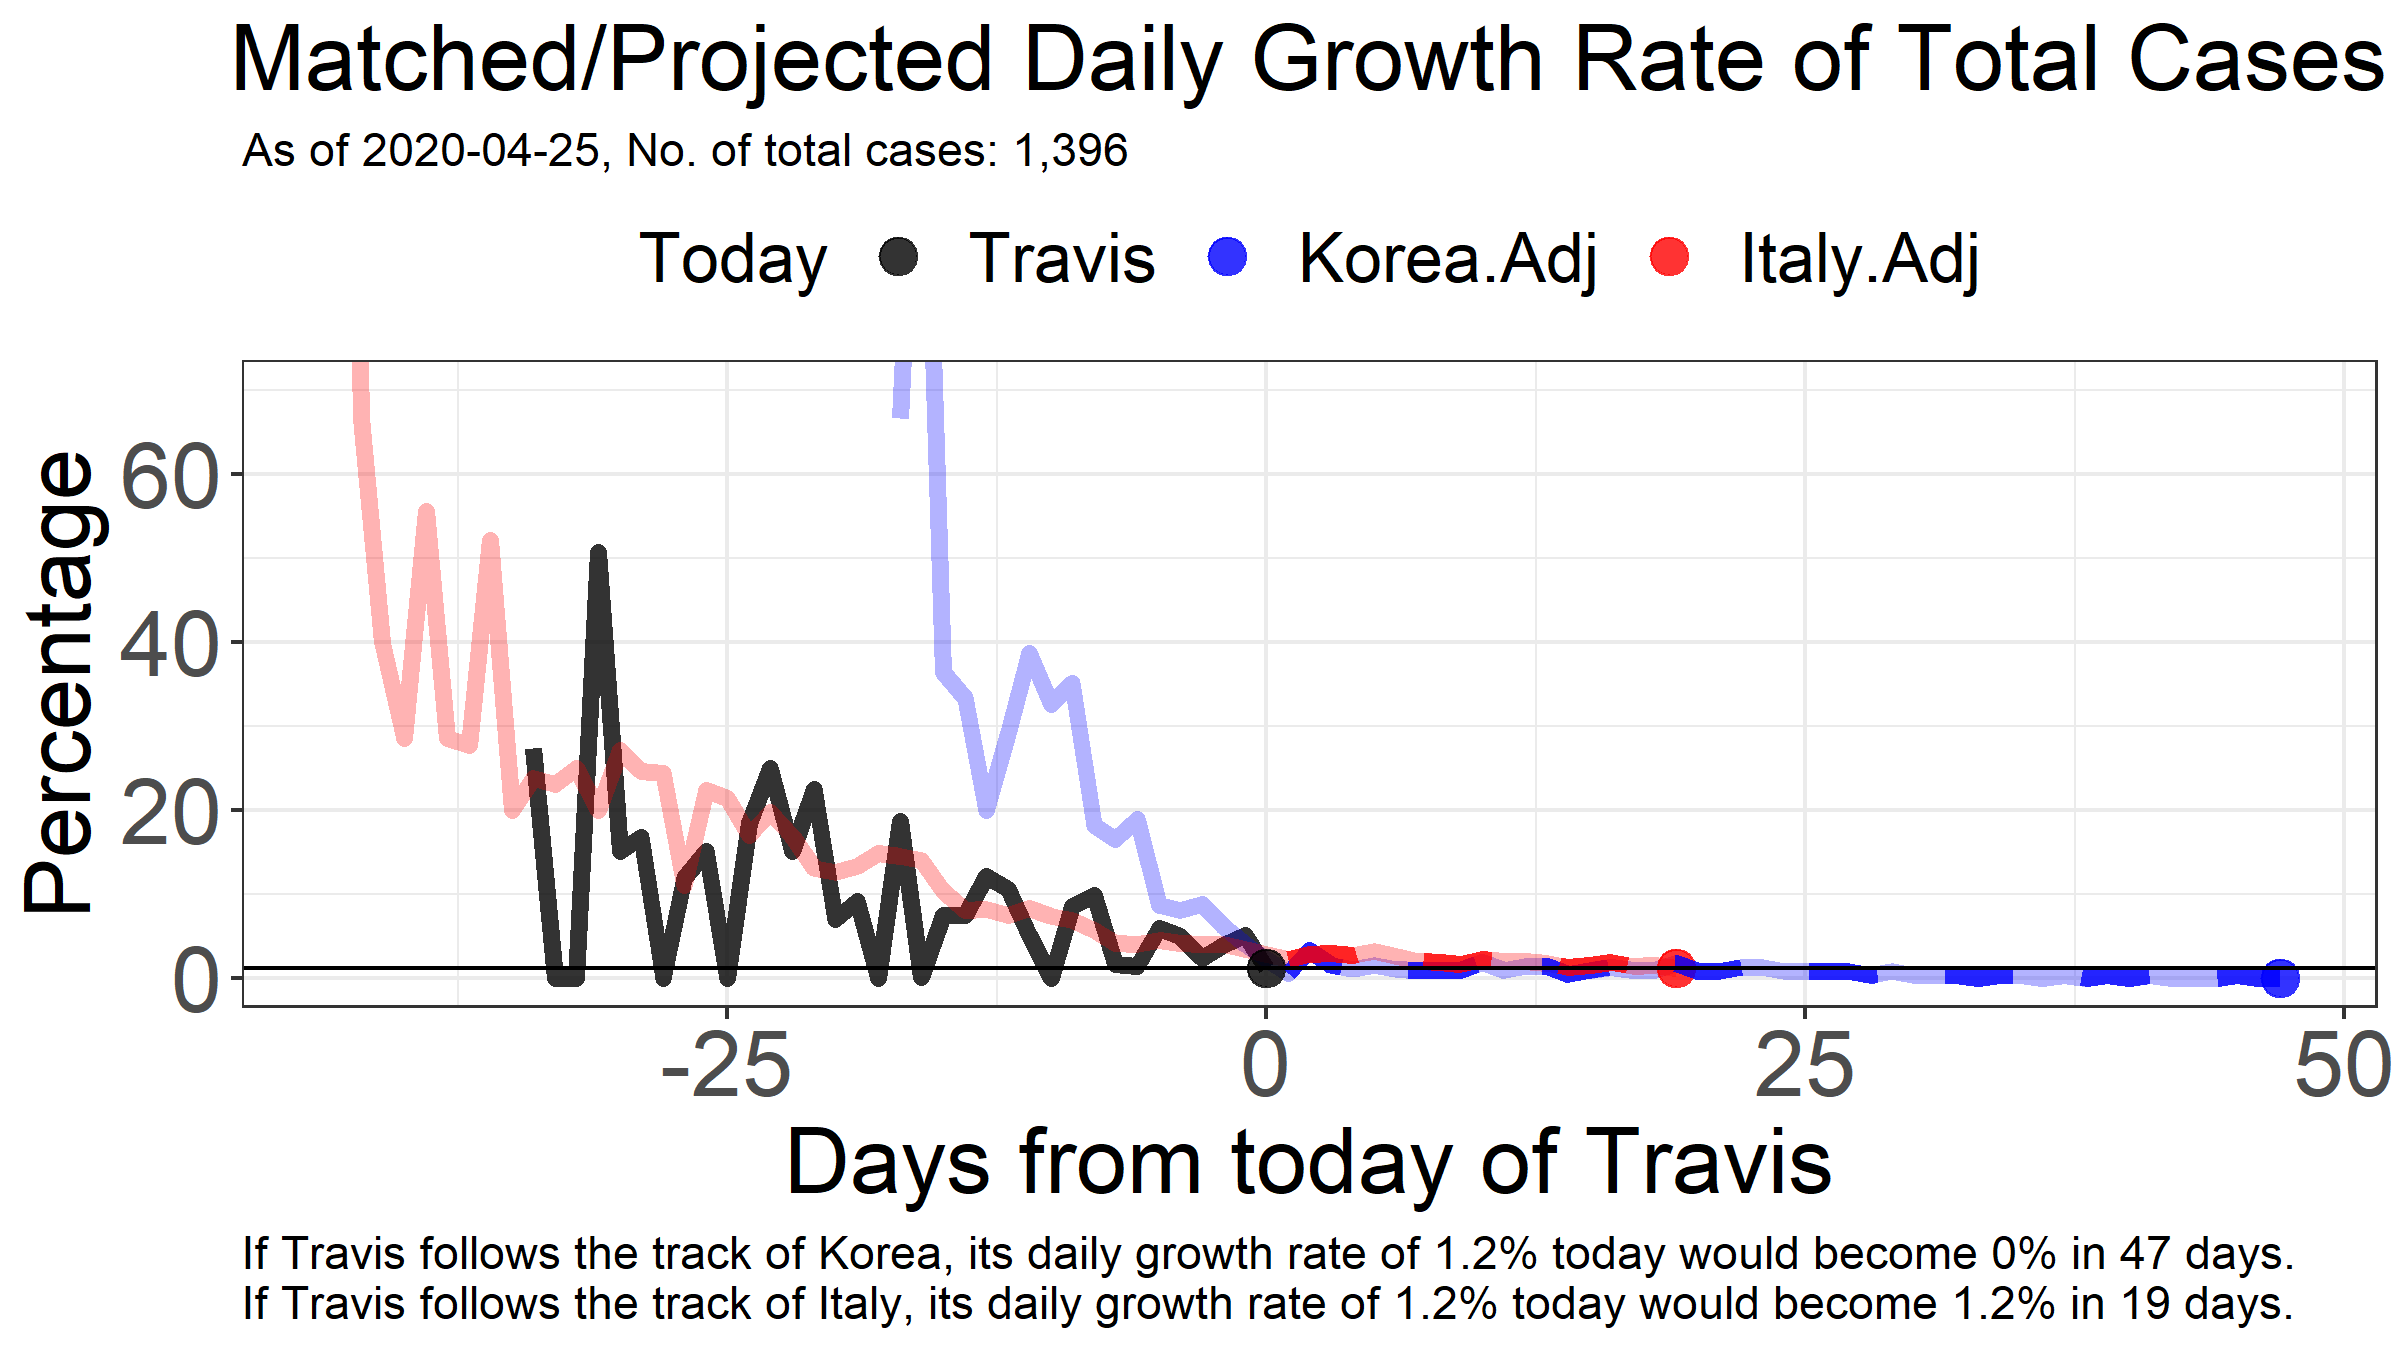 Matched/Projected Daily Growth Rate of Total Cases
As of 2020-04-25, No. of total cases: 1,396
Today Travis Korea.Adj Italy.Adj
Percentage
60
40
20
0
-25 0 25 50
Days from today of Travis
If Travis follows the track of Korea, its daily growth rate of 1.2% today would become 0% in 47 days.
If Travis follows the track of Italy, its daily growth rate of 1.2% today would become 1.2% in 19 days.